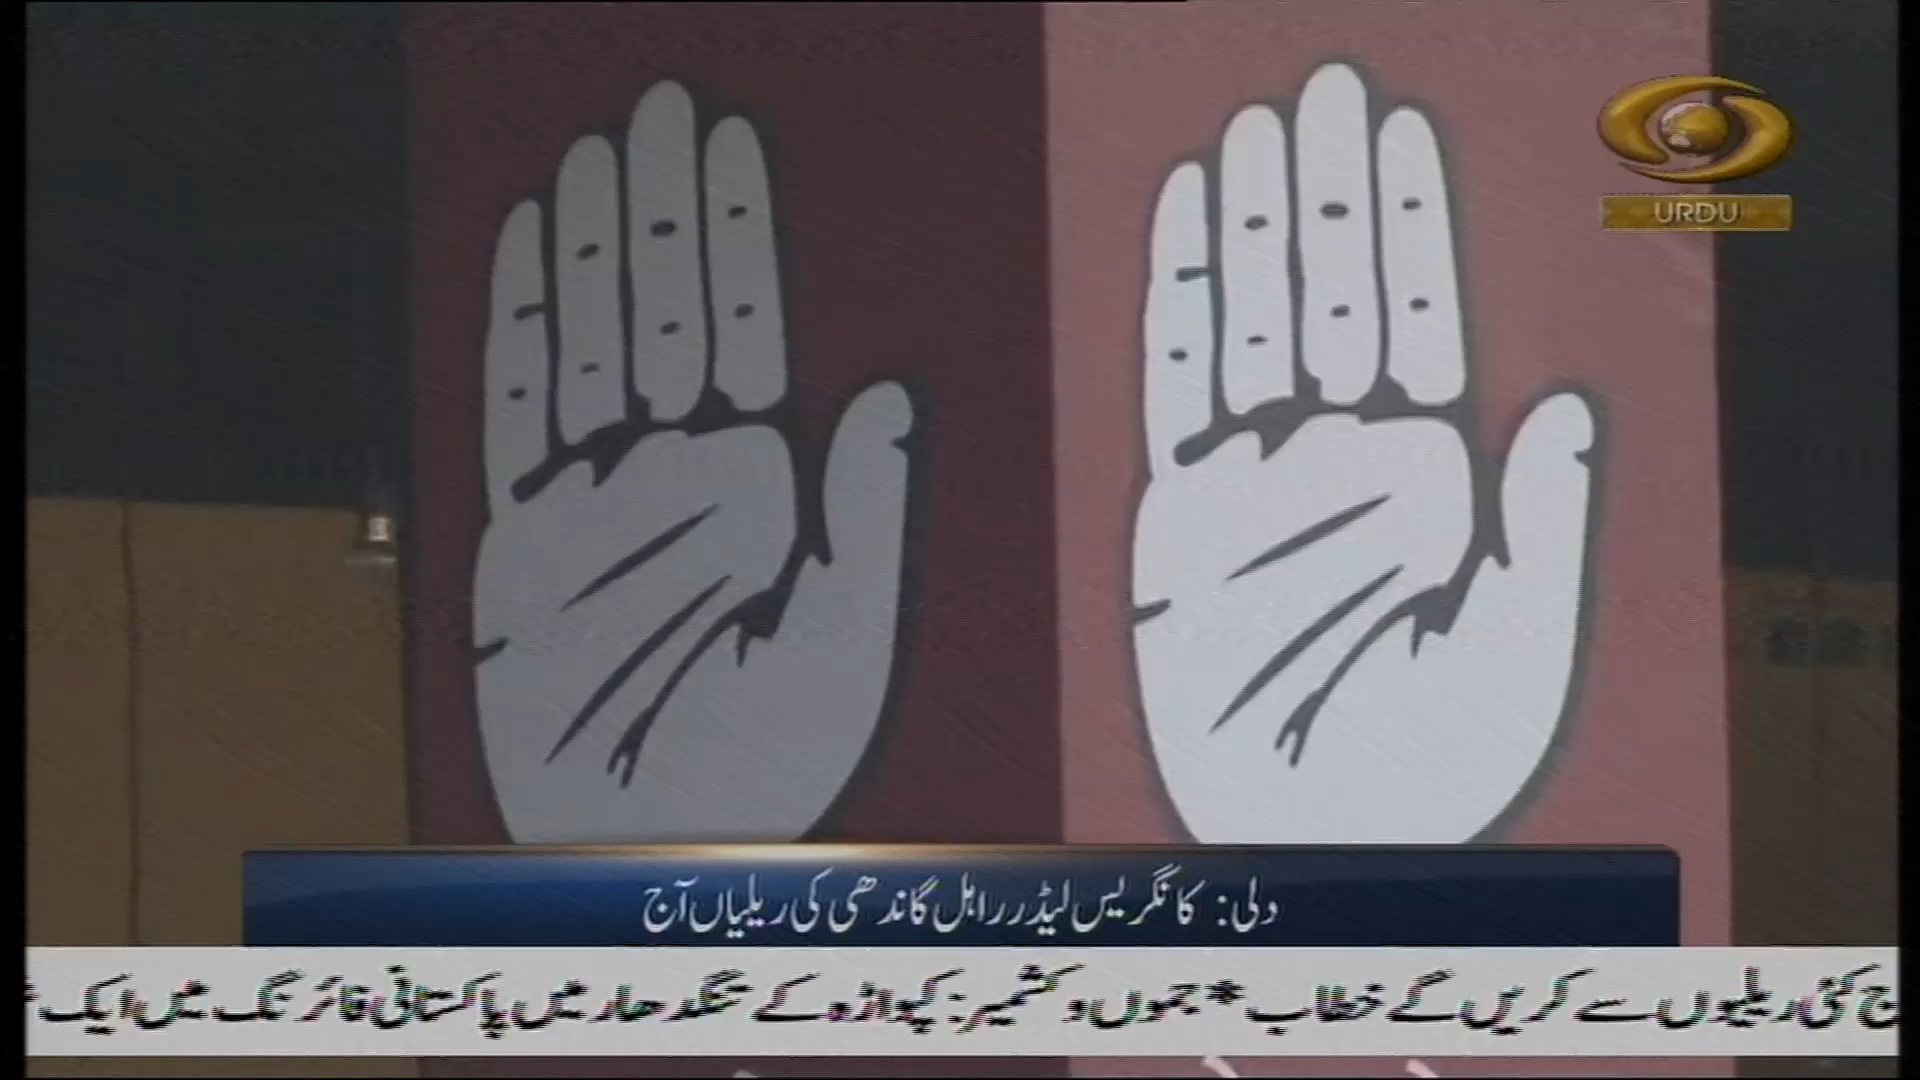 URDU
دلی: کانگریس لیڈر راہل گاندھی کی ریلیاں آج
ج کئی ریلیوں سے کریں گے خطاب * جموں و کشمیر: کپواڑہ کے تنگدھار میں پاکستانی فائرنگ میں ایک